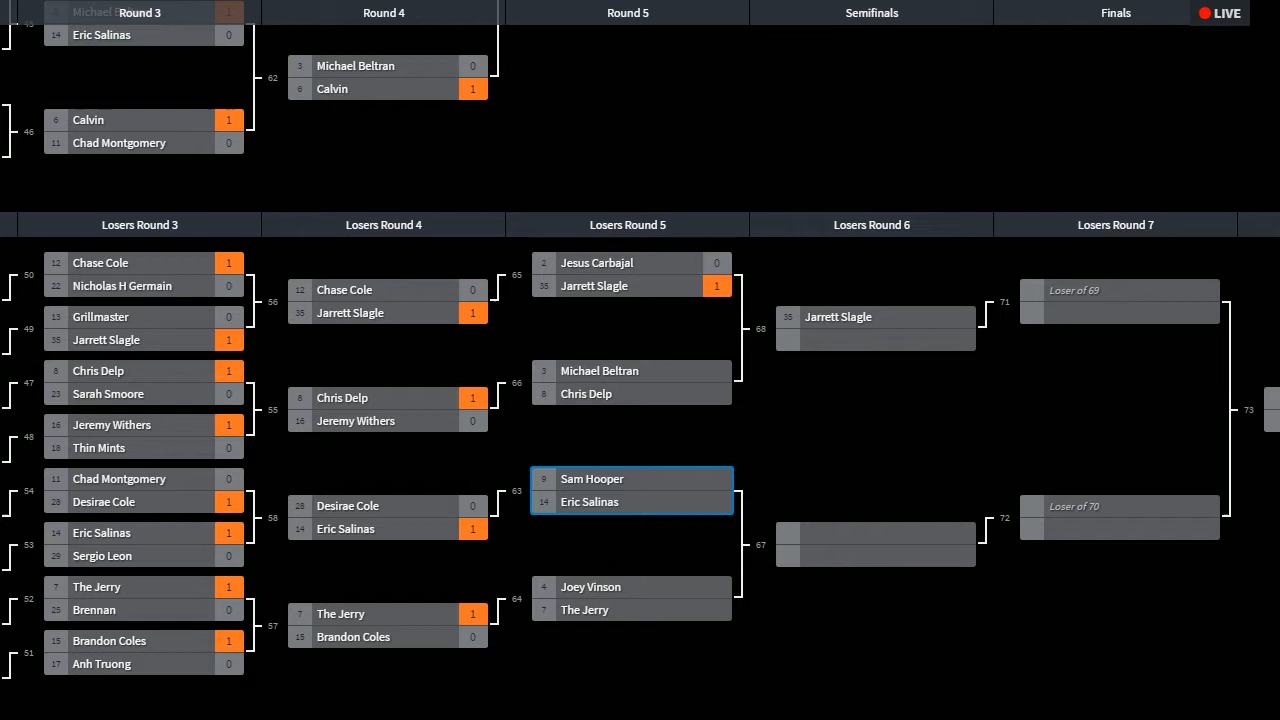 Round 3
Round 4
Round 5
Semifinals
Finals
LIVE
Michael Beltran 1
14 Eric Salinas 0
45
3 Michael Beltran 0
6 Calvin 1
62
6 Calvin 1
11 Chad Montgomery 0
46
Losers Round 3
Losers Round 4
Losers Round 5
Losers Round 6
Losers Round 7
50
12 Chase Cole 1
22 Nicholas H Germain 0
49
13 Grillmaster 0
35 Jarrett Slagle 1
47
8 Chris Delp 1
23 Sarah Smoore 0
48
16 Jeremy Withers 1
18 Thin Mints 0
54
11 Chad Montgomery 0
28 Desirae Cole 1
53
14 Eric Salinas 1
29 Sergio Leon 0
52
7 The Jerry 1
25 Brennan 0
51
15 Brandon Coles 1
17 Anh Truong 0
56
12 Chase Cole 0
35 Jarrett Slagle 1
55
8 Chris Delp 1
16 Jeremy Withers 0
58
28 Desirae Cole 0
14 Eric Salinas 1
57
7 The Jerry 1
15 Brandon Coles 0
65
2 Jesus Carbajal 0
35 Jarrett Slagle 1
66
3 Michael Beltran
8 Chris Delp
63
9 Sam Hooper
14 Eric Salinas
64
4 Joey Vinson
7 The Jerry
68
35 Jarrett Slagle
67
71
Loser of 69
72
Loser of 70
73